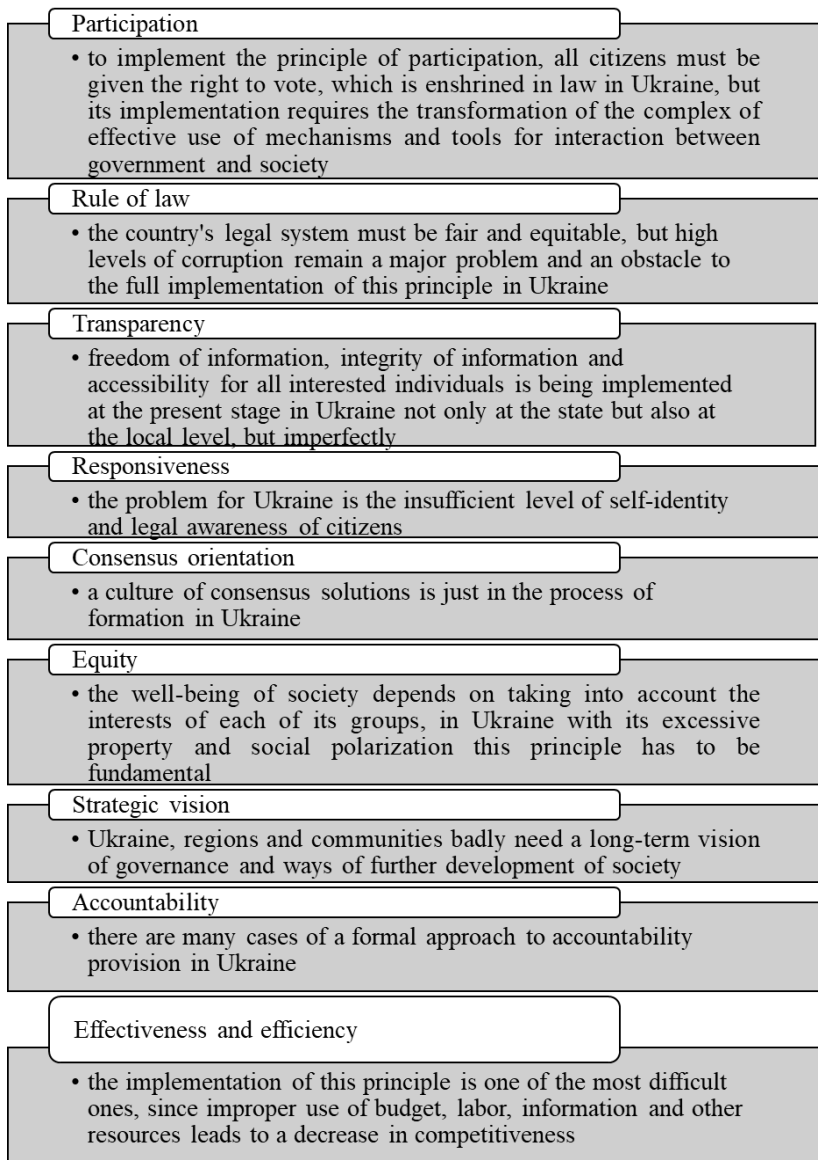 Participation
• to implement the principle of participation, all citizens must be
given the right to vote, which is enshrined in law in Ukraine, but
its implementation requires the transformation of the complex of
effective use of mechanisms and tools for interaction between
government and society
Rule of law
• the country's legal system must be fair and equitable, but high
levels of corruption remain a major problem and an obstacle to
the full implementation of this principle in Ukraine
Transparency
• freedom of information, integrity of information and
accessibility for all interested individuals is being implemented
at the present stage in Ukraine not only at the state but also at
the local level, but imperfectly
Responsiveness
• the problem for Ukraine is the insufficient level of self-identity
and legal awareness of citizens
Consensus orientation
• a culture of consensus solutions is just in the process of
formation in Ukraine
Equity
• the well-being of society depends on taking into account the
interests of each of its groups, in Ukraine with its excessive
property and social polarization this principle has to be
fundamental
Strategic vision
• Ukraine, regions and communities badly need a long-term vision
of governance and ways of further development of society
Accountability
• there are many cases of a formal approach to accountability
provision in Ukraine
Effectiveness and efficiency
• the implementation of this principle is one of the most difficult
ones, since improper use of budget, labor, information and other
resources leads to a decrease in competitiveness